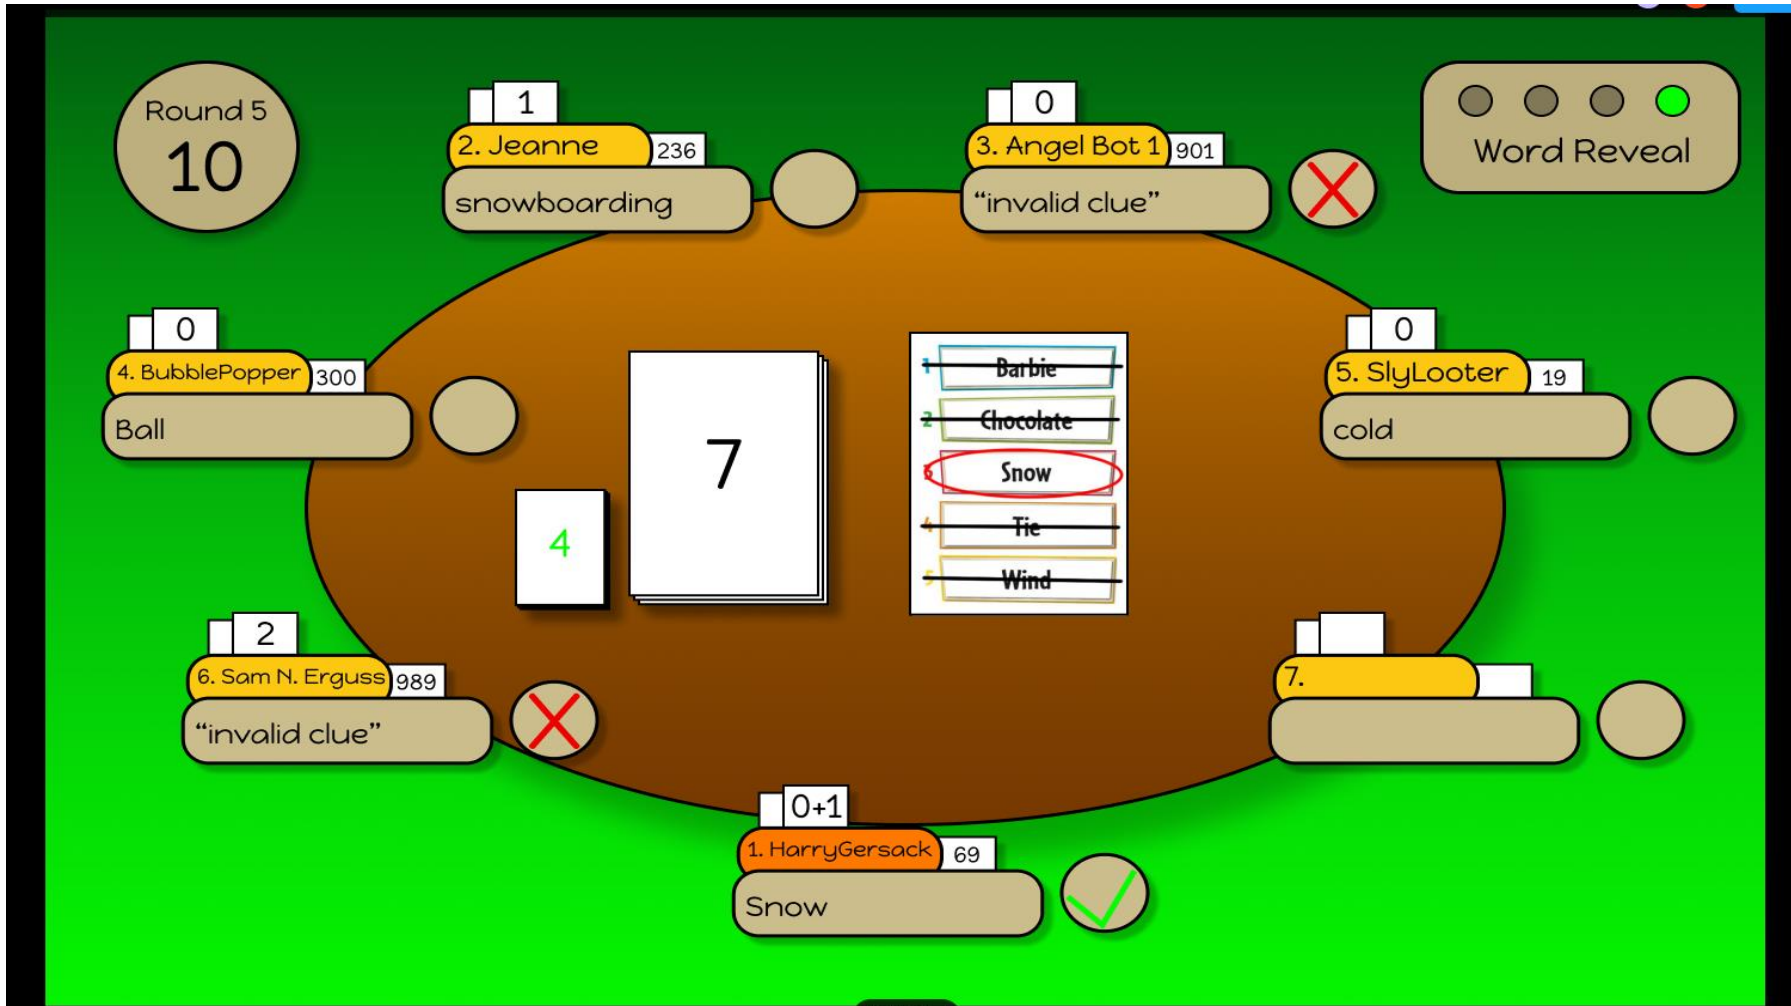 Round 5
10
1
2. Jeanne
236
snowboarding
0
3. Angel Bot 1
901
“invalid clue”
Word Reveal
0
4. BubblePopper
300
Ball
7
4
1 Barbie
2 Chocolate
3 Snow
4 Tie
5 Wind
0
5. SlyLooter
19
cold
2
6. Sam N. Erguss
989
“invalid clue”
7.
0+1
1. HarryGersack
69
Snow